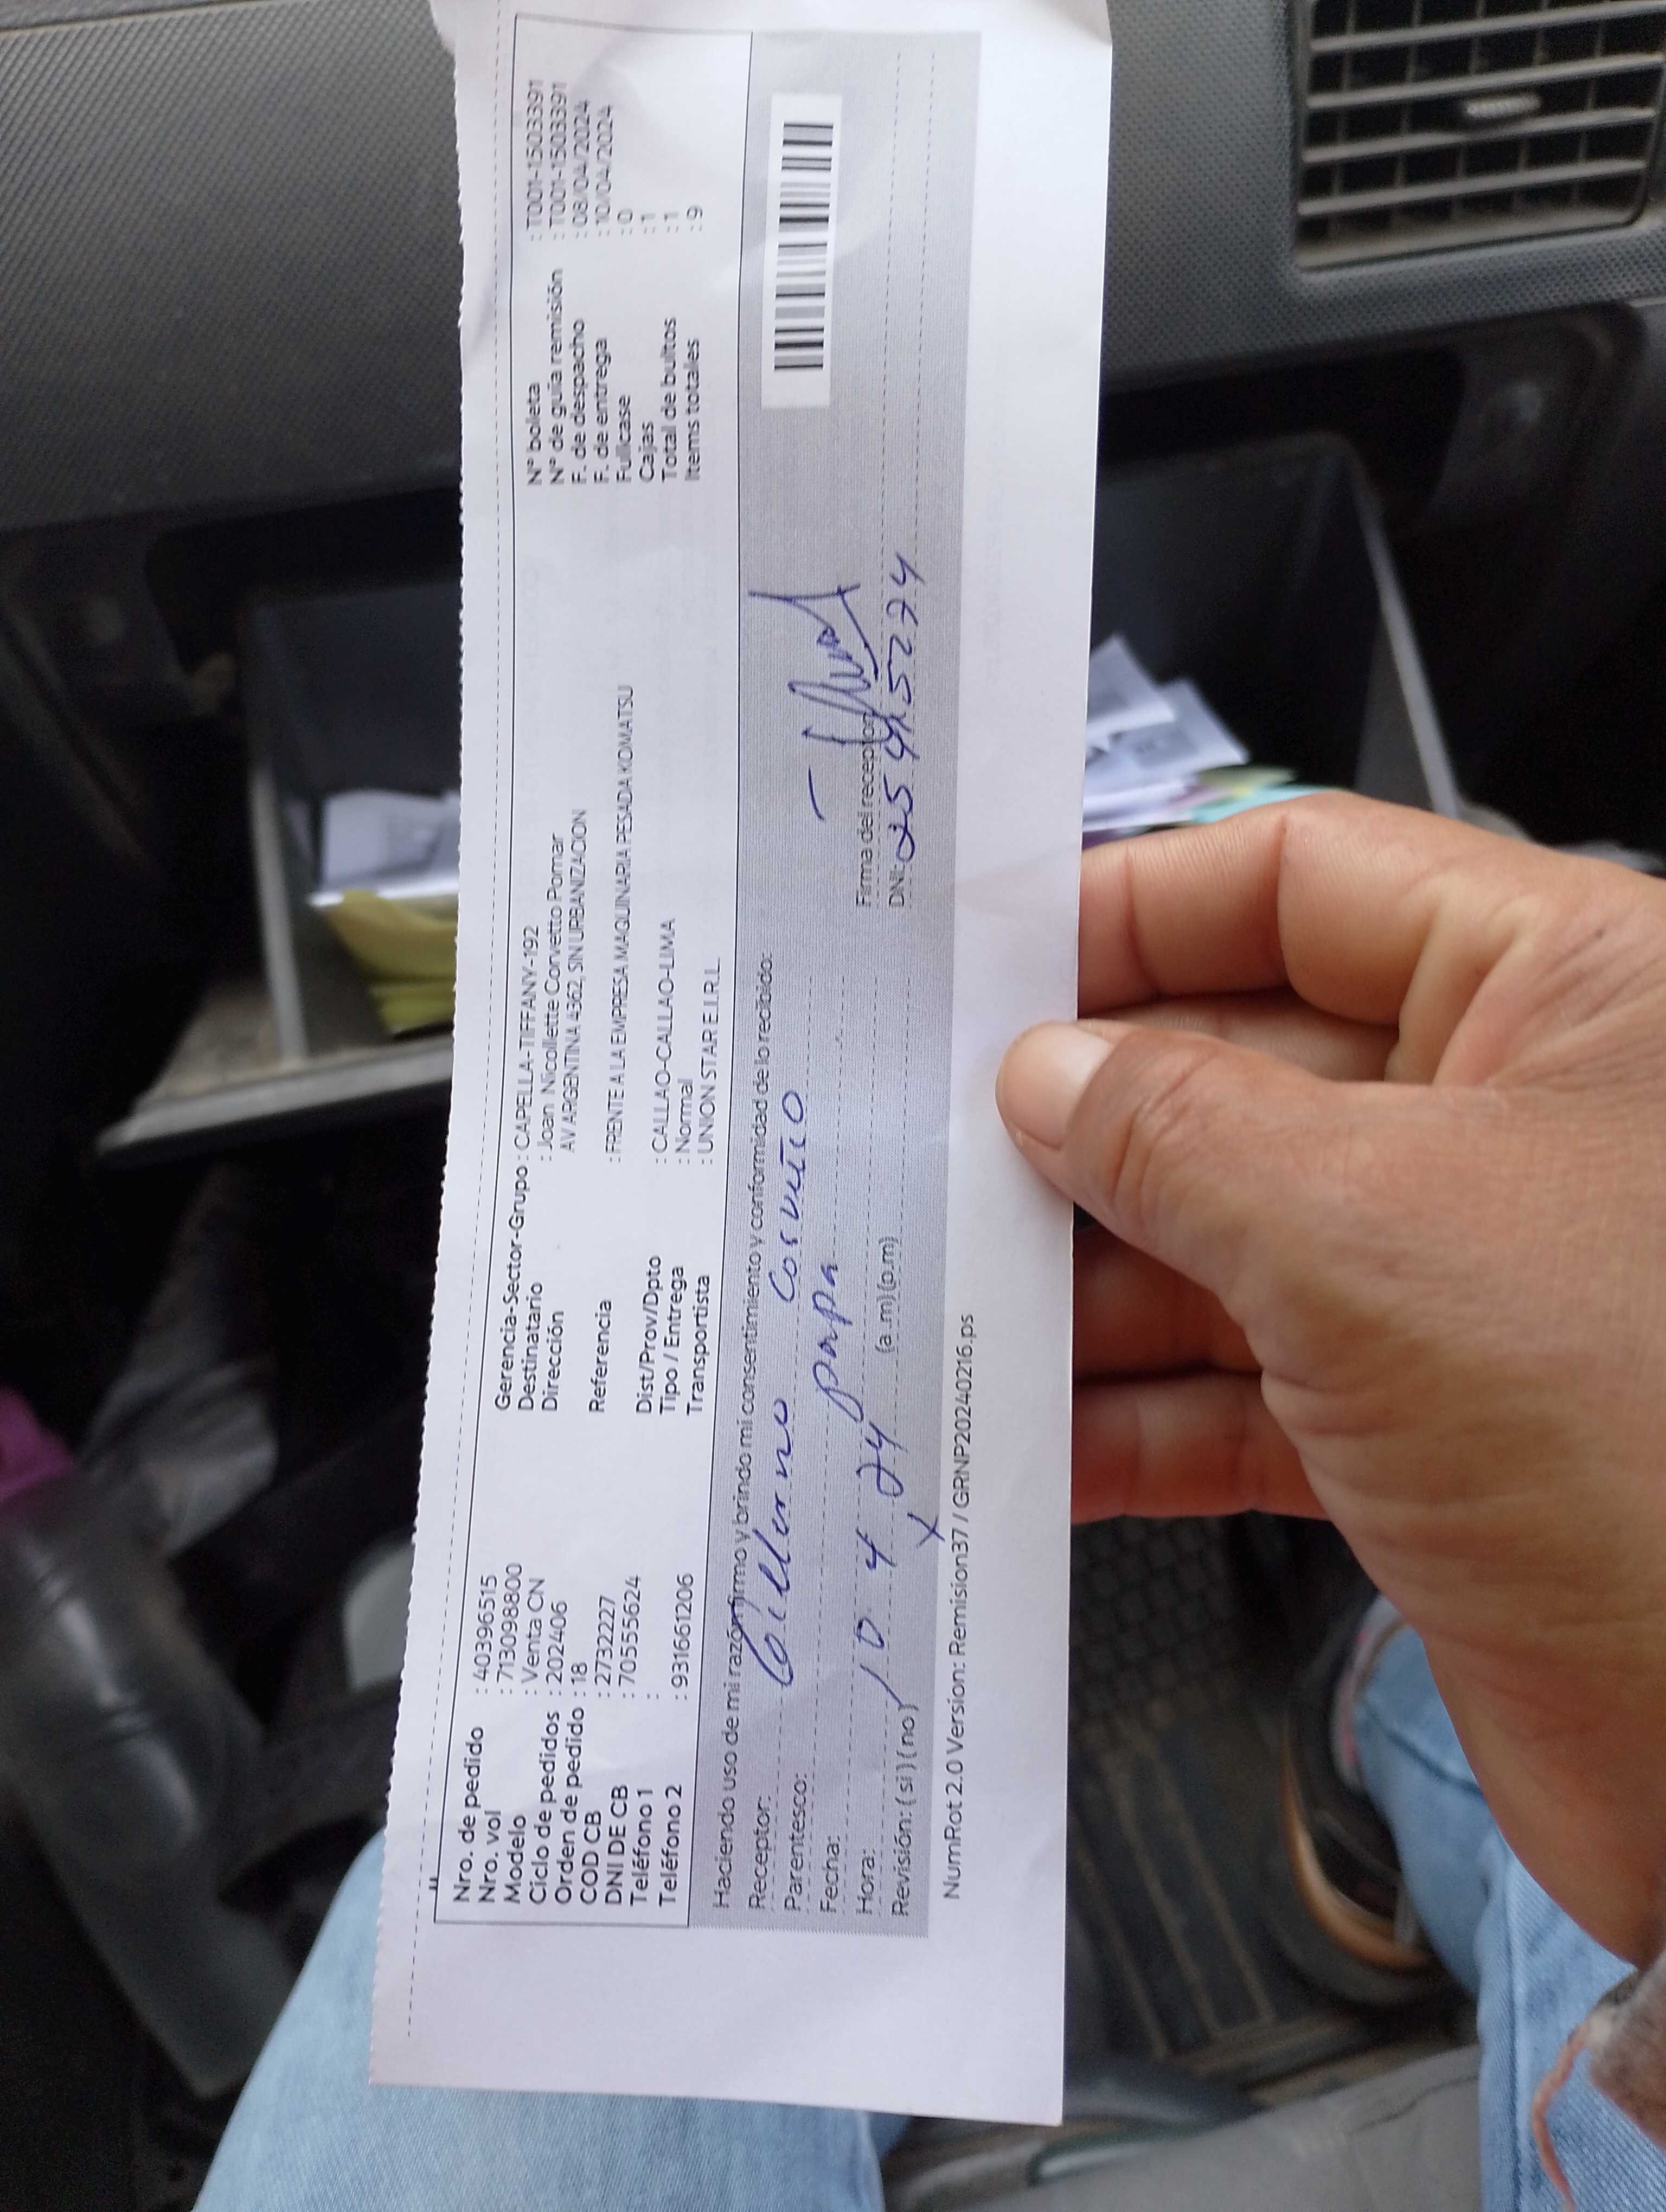 Nro. de pedido : 40396515
Nro. vol : 713098800
Modelo : Venta CN
Ciclo de pedidos : 202406
Orden de pedido : 18
COD CB : 2732227
DNI DE CB : 70555624
Teléfono 1 :
Teléfono 2 : 931661206
Gerencia-Sector-Grupo : CAPELLA-TIFFANY-192
Destinatario : Joan Nicollette Corvetto Pomar
Dirección AV ARGENTINA 4362, SIN URBANIZACION
Referencia : FRENTE A LA EMPRESA MAQUINARIA PESADA KOMATSU
Dist/Prov/Dpto : CALLAO-CALLAO-LIMA
Tipo / Entrega : Normal
Transportista : UNION STAR E.I.R.L.
Nº boleta : T001-1503391
Nº de guía remisión : T001-1503391
F. de despacho : 08/04/2024
F. de entrega : 10/04/2024
Fullcase : 0
Cajas : 1
Total de bultos : 1
Items totales : 9
Haciendo uso de mi razón firmo y brindo mi consentimiento y conformidad de lo recibido:
Receptor: Guillermo Corvetto
Parentesco: papa
Fecha: 10 4 24
Hora: (a.m) (p.m)
Revisión: ( si ) ( no )
Firma del receptor
DNI:
NumRot 2.0 Version: Remision37 / GRNP20240216.ps